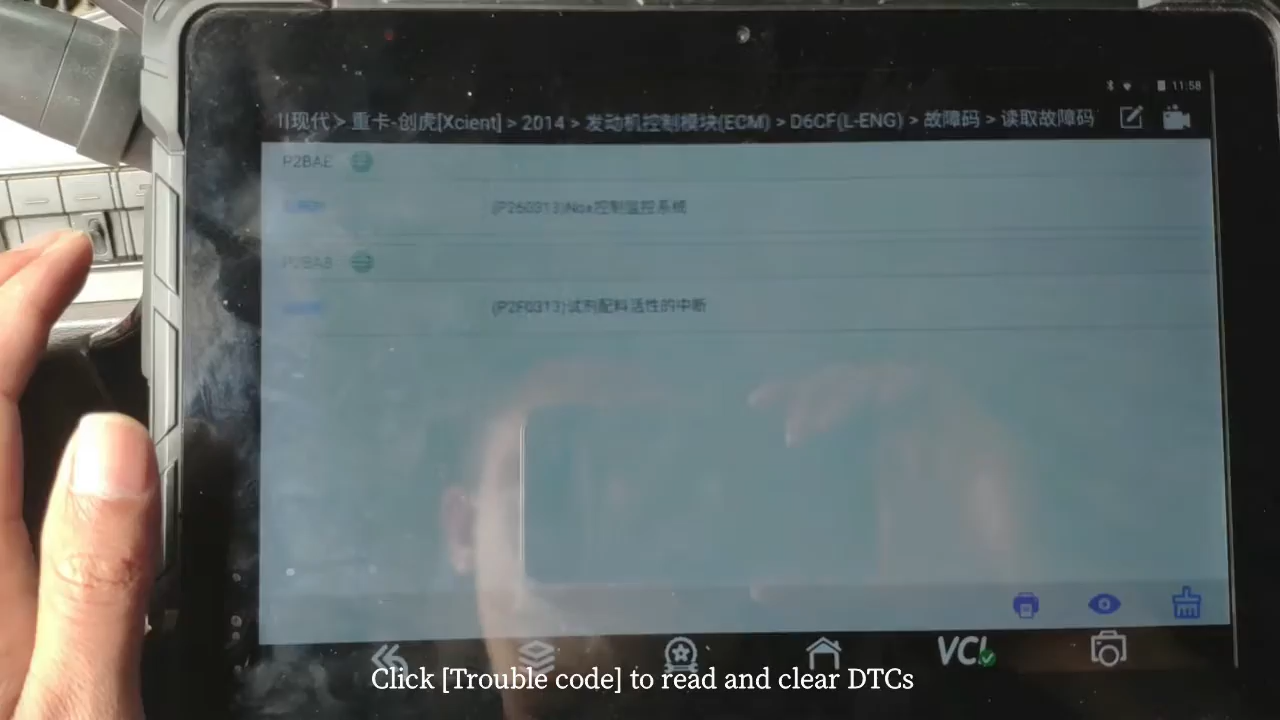 11:58
现代 > 重卡-创虎[Xcient] > 2014 > 发动机控制模块(ECM) > D6CF(L-ENG) > 故障码 > 读取故障码
P2BAE
(P260313)Nox控制监控系统
P2BA8
(P2F0313)试剂配料活性的中断
VCI
Click [Trouble code] to read and clear DTCs